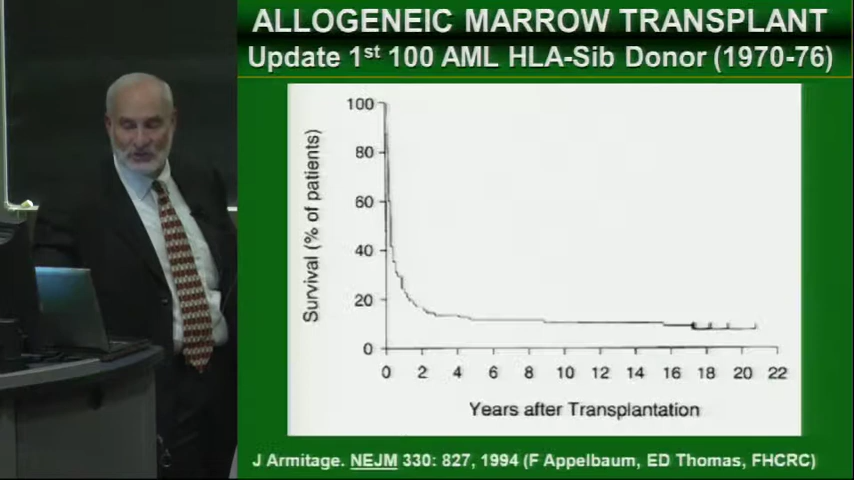 ALLOGENEIC MARROW TRANSPLANT
Update 1st 100 AML HLA-Sib Donor (1970-76)
100
80
60
40
20
0
Survival (% of patients)
0 2 4 6 8 10 12 14 16 18 20 22
Years after Transplantation
J Armitage. NEJM 330: 827, 1994 (F Appelbaum, ED Thomas, FHCRC)